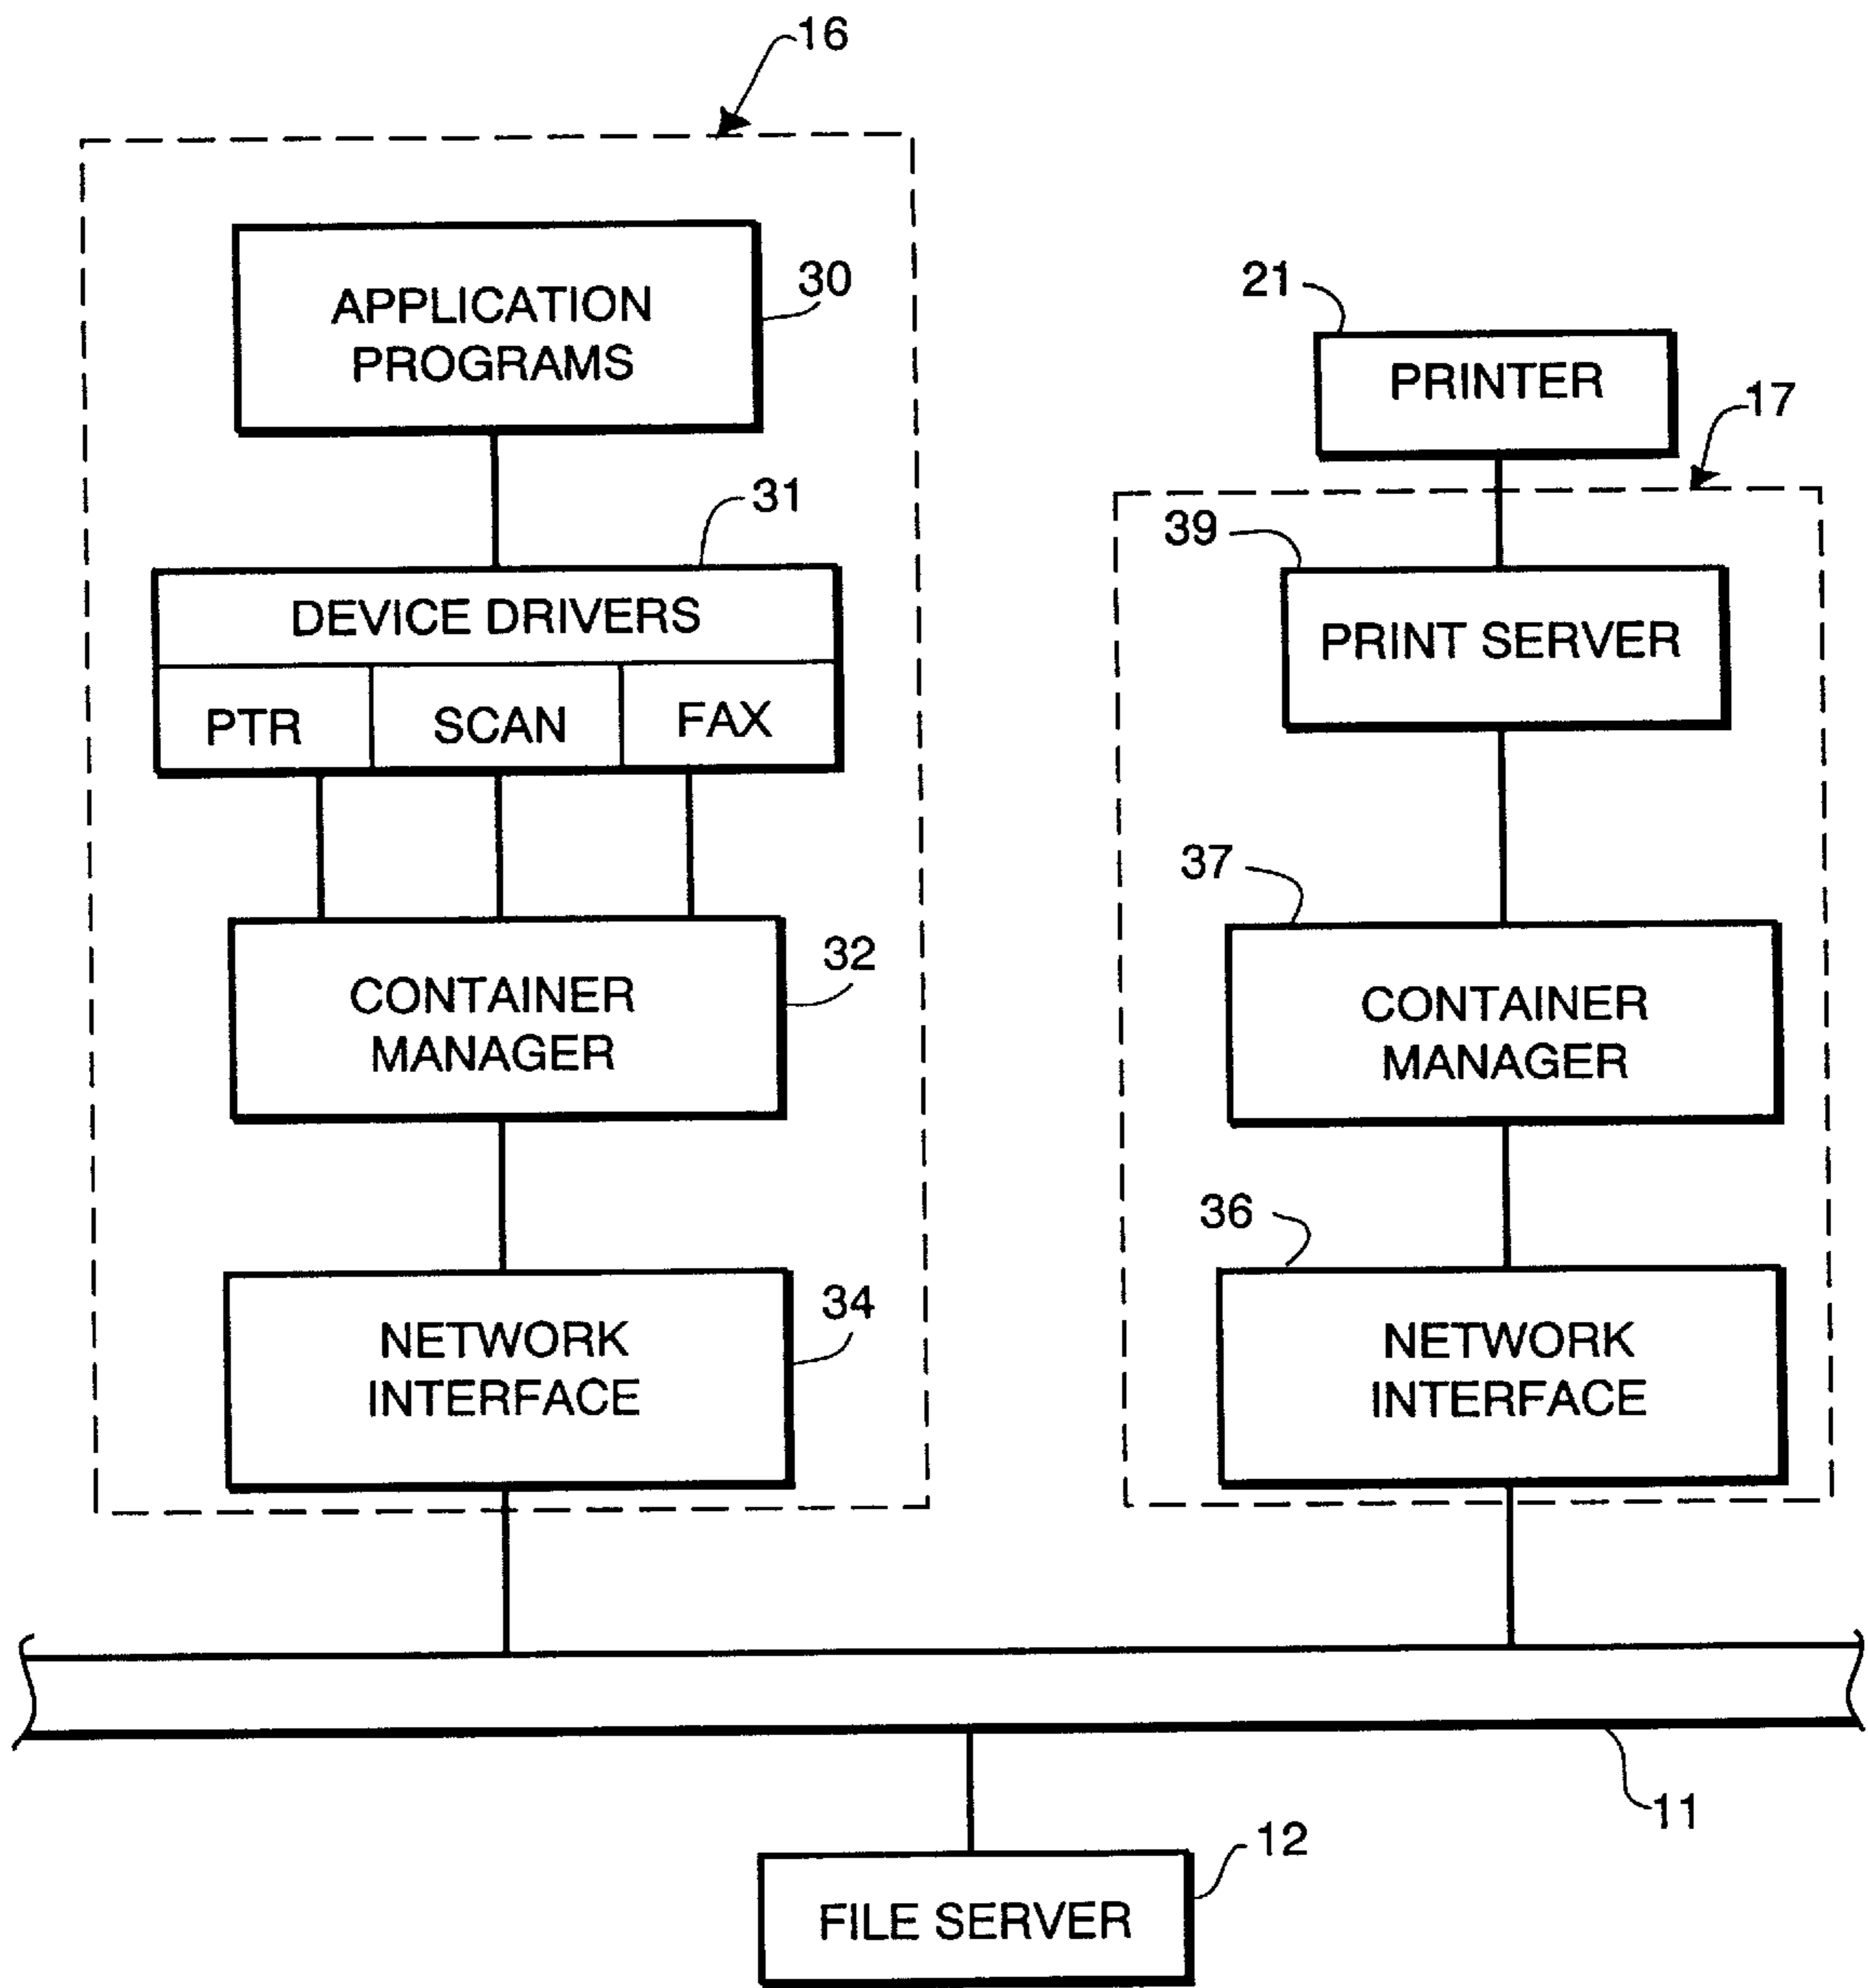 16
APPLICATION
PROGRAMS
30
31
DEVICE DRIVERS
PTR
SCAN
FAX
CONTAINER
MANAGER
32
NETWORK
INTERFACE
34
21
PRINTER
17
39
PRINT SERVER
37
CONTAINER
MANAGER
36
NETWORK
INTERFACE
11
12
FILE SERVER